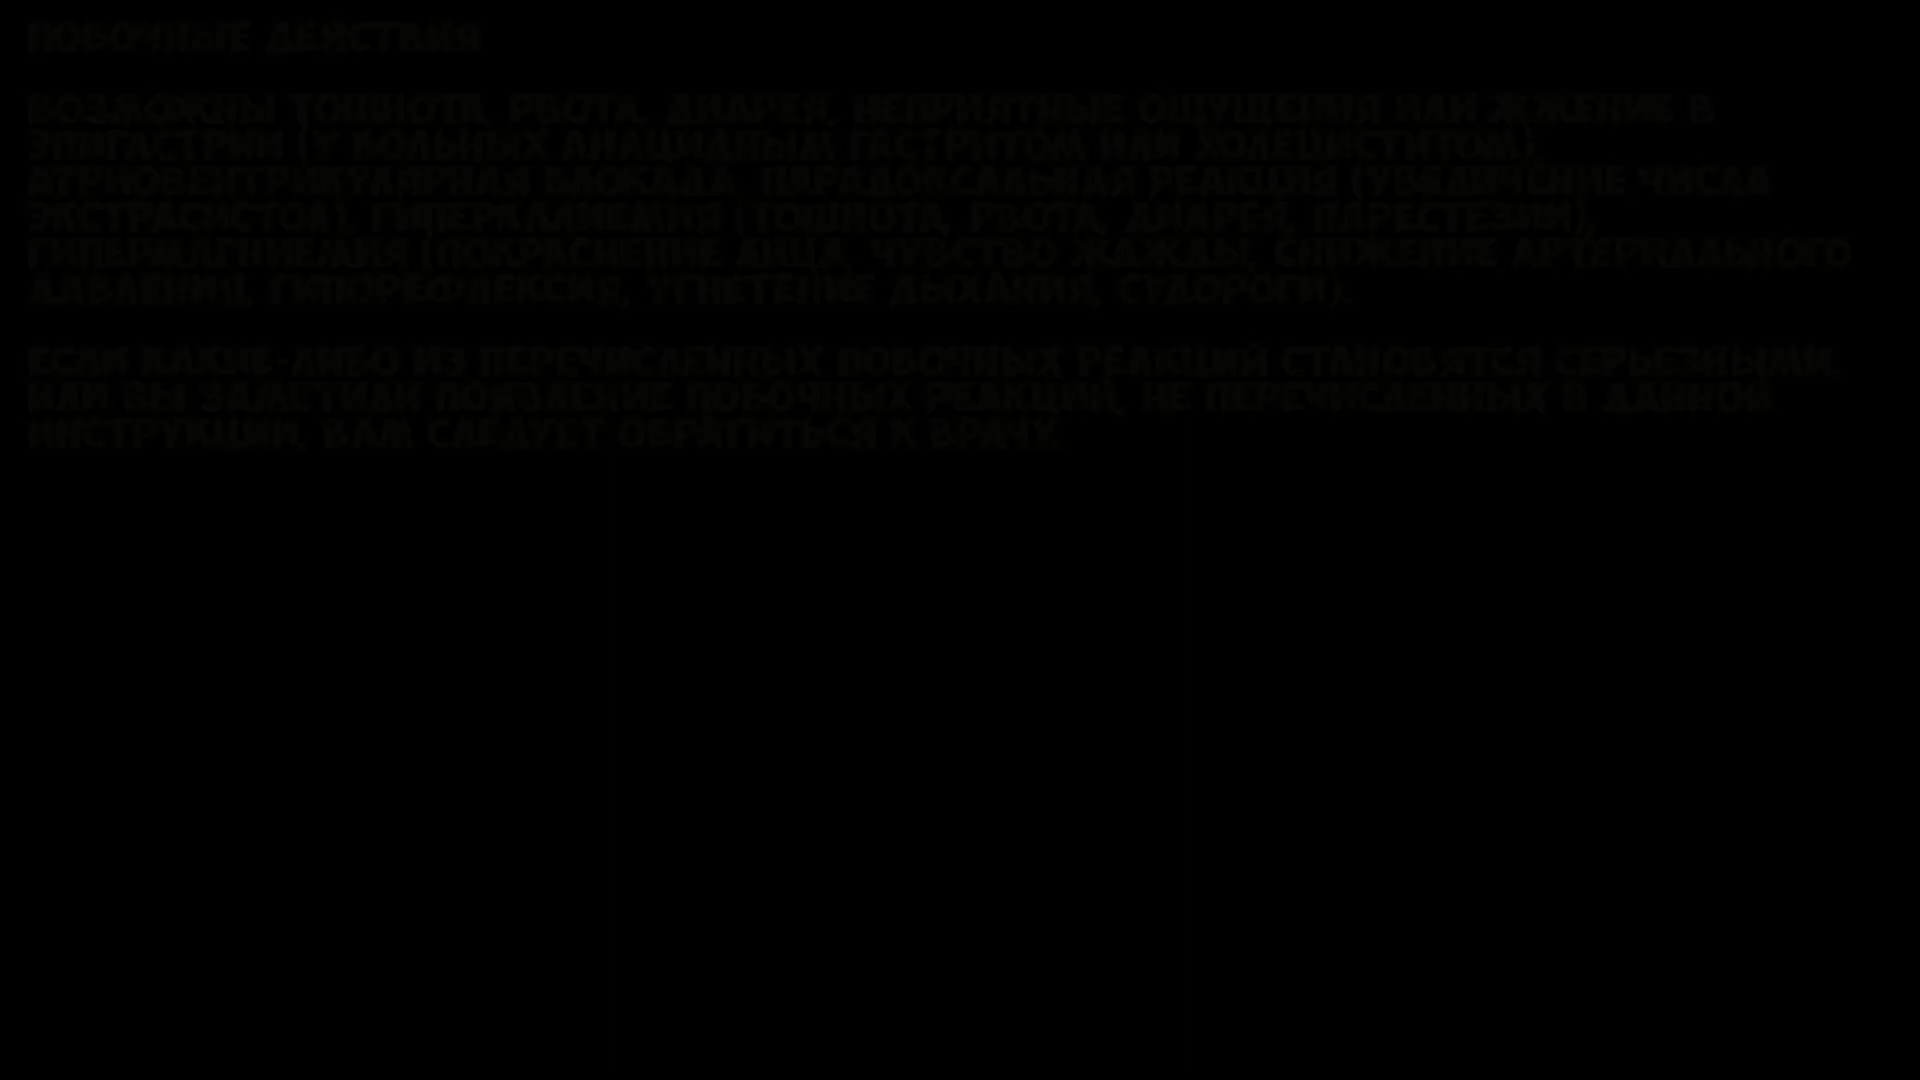 ПОБОЧНЫЕ ДЕЙСТВИЯ
ВОЗМОЖНЫ ТОШНОТА, РВОТА, ДИАРЕЯ, НЕПРИЯТНЫЕ ОЩУЩЕНИЯ ИЛИ ЖЖЕНИЕ В
ЭПИГАСТРИИ (У БОЛЬНЫХ АНАЦИДНЫМ ГАСТРИТОМ ИЛИ ХОЛЕЦИСТИТОМ),
АТРИОВЕНТРИКУЛЯРНАЯ БЛОКАДА, ПАРАДОКСАЛЬНАЯ РЕАКЦИЯ (УВЕЛИЧЕНИЕ ЧИСЛА
ЭКСТРАСИСТОЛ), ГИПЕРКАЛИЕМИЯ (ТОШНОТА, РВОТА, ДИАРЕЯ, ПАРЕСТЕЗИИ),
ГИПЕРМАГНИЕМИЯ (ПОКРАСНЕНИЕ ЛИЦА, ЧУВСТВО ЖАЖДЫ, СНИЖЕНИЕ АРТЕРИАЛЬНОГО
ДАВЛЕНИЯ, ГИПОРЕФЛЕКСИЯ, УГНЕТЕНИЕ ДЫХАНИЯ, СУДОРОГИ).
ЕСЛИ КАКИЕ-ЛИБО ИЗ ПЕРЕЧИСЛЕННЫХ ПОБОЧНЫХ РЕАКЦИЙ СТАНОВЯТСЯ СЕРЬЕЗНЫМИ,
ИЛИ ВЫ ЗАМЕТИЛИ ПОЯВЛЕНИЕ ПОБОЧНЫХ РЕАКЦИЙ, НЕ ПЕРЕЧИСЛЕННЫХ В ДАННОЙ
ИНСТРУКЦИИ, ВАМ СЛЕДУЕТ ОБРАТИТЬСЯ К ВРАЧУ.